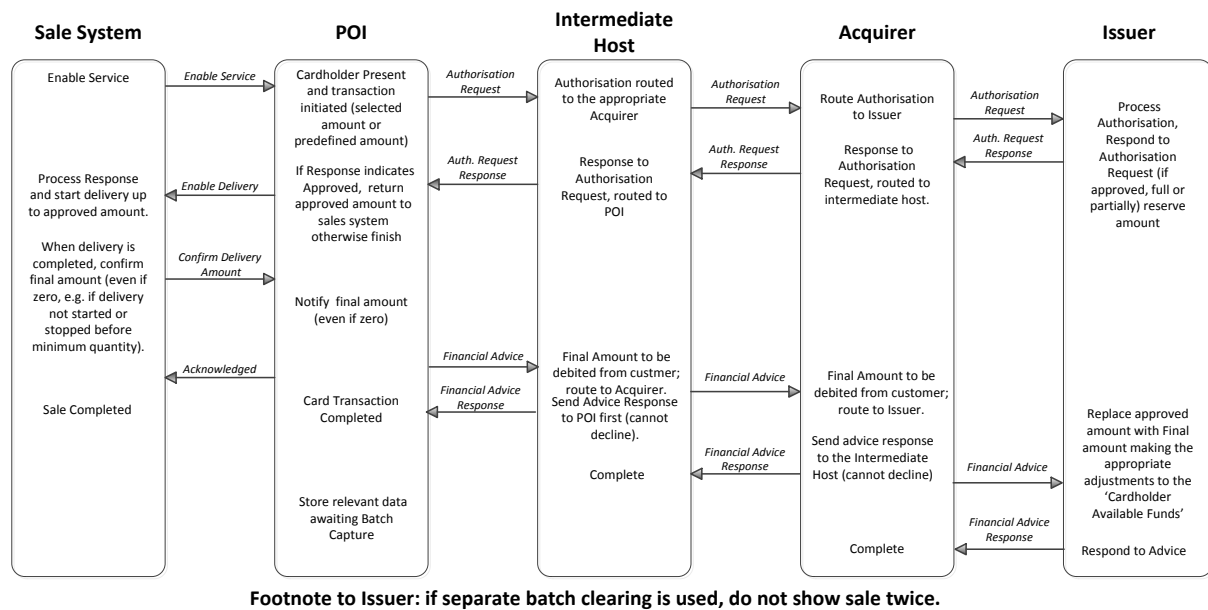 Sale System
POI
Intermediate
Host
Acquirer
Issuer
Enable Service
Enable Service
Cardholder Present
and transaction
initiated (selected
amount or
predefined amount)
Authorisation
Request
Authorisation routed
to the appropriate
Acquirer
Authorisation
Request
Route Authorisation
to Issuer
Authorisation
Request
Process
Authorisation,
Respond to
Authorisation
Request (if
approved, full or
partially) reserve
amount
Auth. Request
Response
Response to
Authorisation
Request, routed to
intermediate host.
Auth. Request
Response
Response to
Authorisation
Request, routed to
POI
Auth. Request
Response
If Response indicates
Approved, return
approved amount to
sales system
otherwise finish
Enable Delivery
Process Response
and start delivery up
to approved amount.
When delivery is
completed, confirm
final amount (even if
zero, e.g. if delivery
not started or
stopped before
minimum quantity).
Confirm Delivery
Amount
Notify final amount
(even if zero)
Financial Advice
Final Amount to be
debited from custmer;
route to Acquirer.
Send Advice Response
to POI first (cannot
decline).
Acknowledged
Sale Completed
Financial Advice
Response
Card Transaction
Completed
Financial Advice
Final Amount to be
debited from customer;
route to Issuer.
Send advice response
to the Intermediate
Host (cannot decline)
Financial Advice
Response
Complete
Financial Advice
Replace approved
amount with Final
amount making the
appropriate
adjustments to the
‘Cardholder
Available Funds’
Store relevant data
awaiting Batch
Capture
Financial Advice
Response
Respond to Advice
Complete
Footnote to Issuer: if separate batch clearing is used, do not show sale twice.